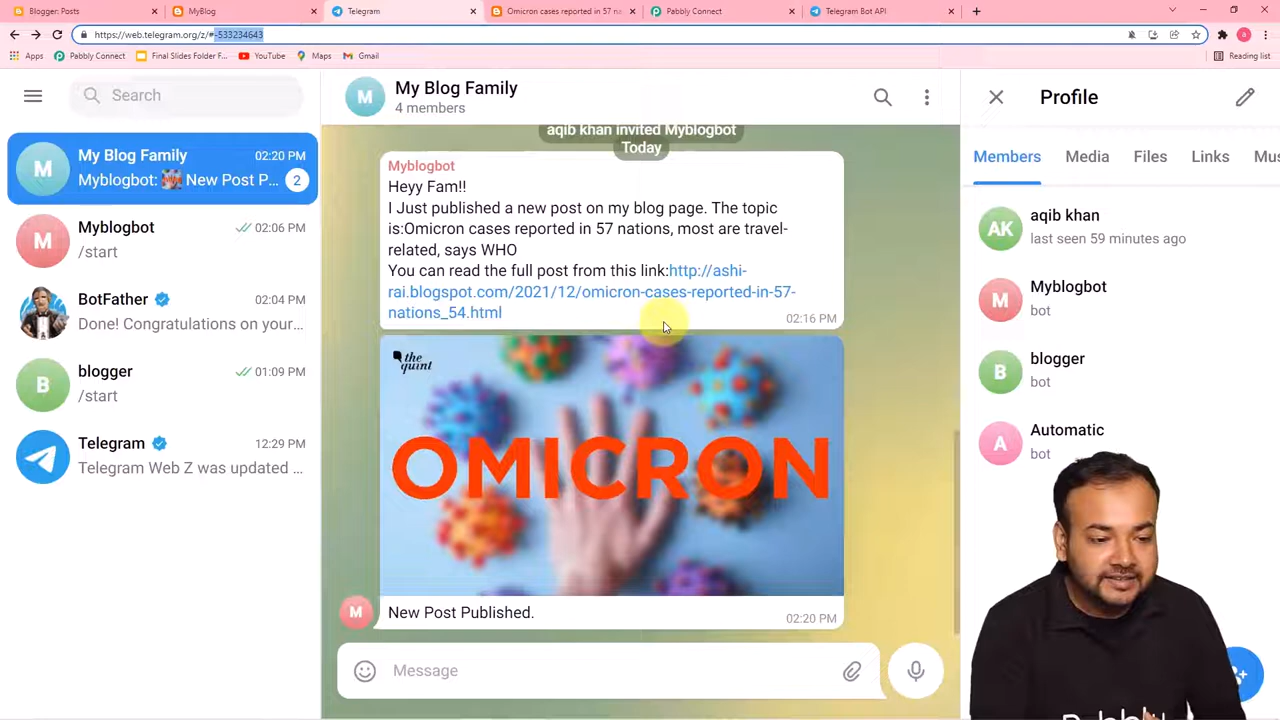 Blogger: Posts
MyBlog
Telegram
Omicron cases reported in 57 na
Pabbly Connect
Telegram Bot API
https://web.telegram.org/z/#-533234643
Apps
Pabbly Connect
Final Slides Folder F...
YouTube
Maps
Gmail
Reading list
Search
My Blog Family
02:20 PM
Myblogbot: New Post P...
2
Myblogbot
02:06 PM
/start
BotFather
02:04 PM
Done! Congratulations on your...
blogger
01:09 PM
/start
Telegram
12:29 PM
Telegram Web Z was updated ...
My Blog Family
4 members
aqib khan invited Myblogbot
Today
Myblogbot
Heyy Fam!!
I Just published a new post on my blog page. The topic
is:Omicron cases reported in 57 nations, most are travel-
related, says WHO
You can read the full post from this link:http://ashi-
rai.blogspot.com/2021/12/omicron-cases-reported-in-57-
nations_54.html
02:16 PM
the
quint
OMICRON
New Post Published.
02:20 PM
Message
Profile
Members
Media
Files
Links
Mus
AK
aqib khan
last seen 59 minutes ago
M
Myblogbot
bot
B
blogger
bot
A
Automatic
bot